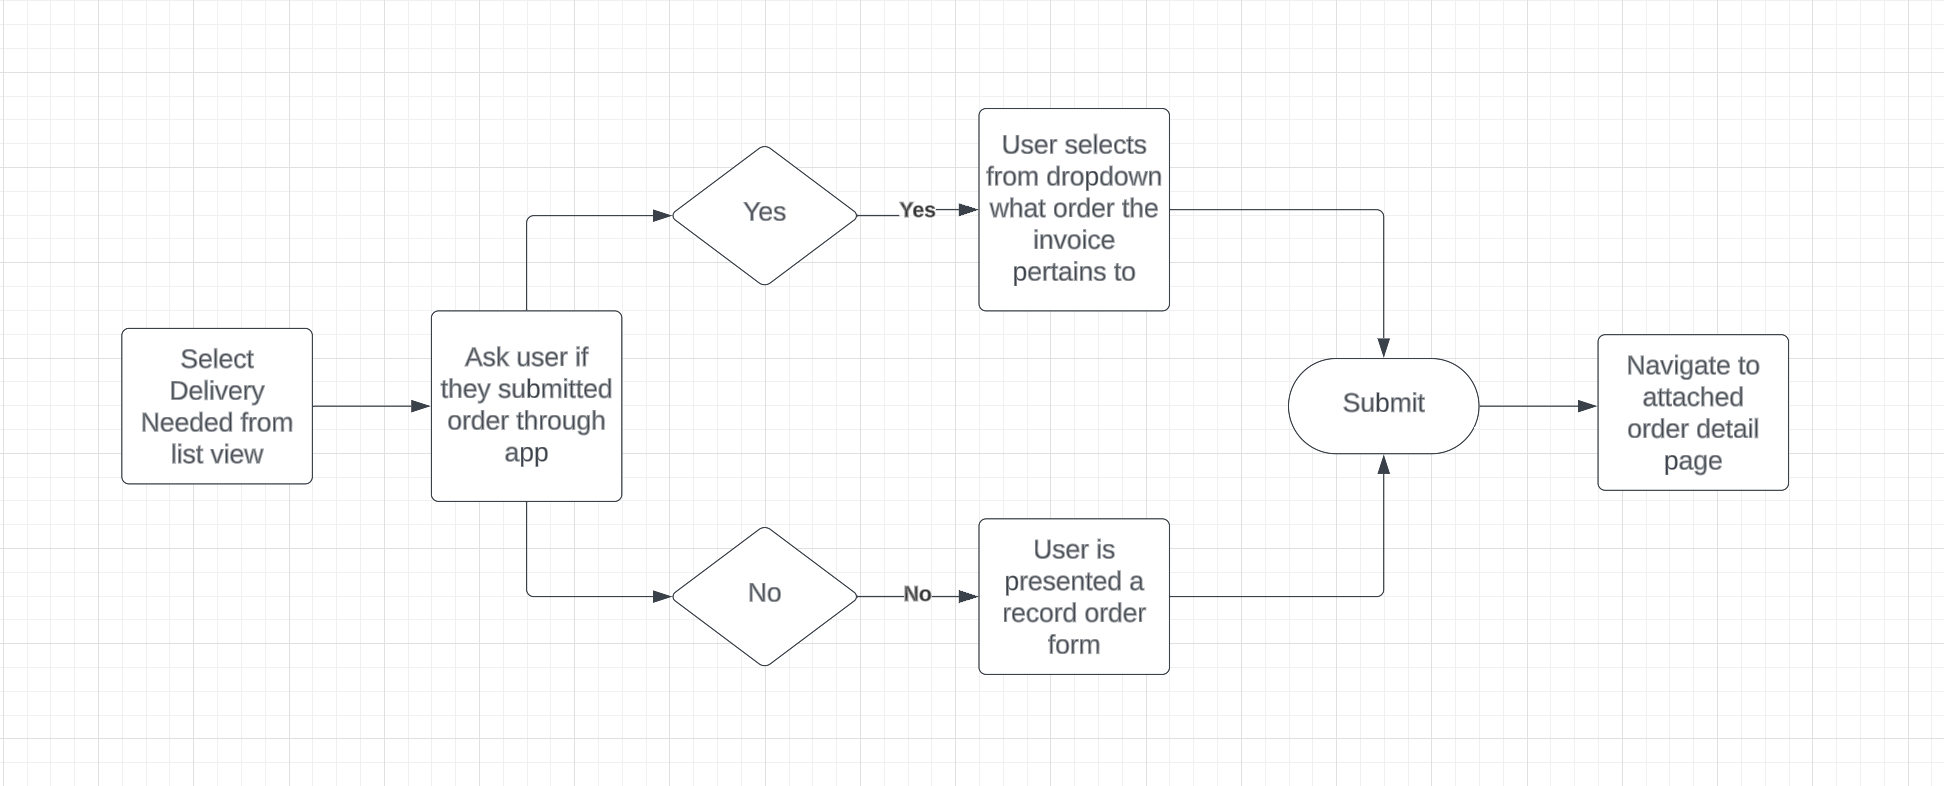 Select
Delivery
Needed from
list view
Ask user if
they submitted
order through
app
Yes
Yes
User selects
from dropdown
what order the
invoice
pertains to
No
No
User is
presented a
record order
form
Submit
Navigate to
attached
order detail
page